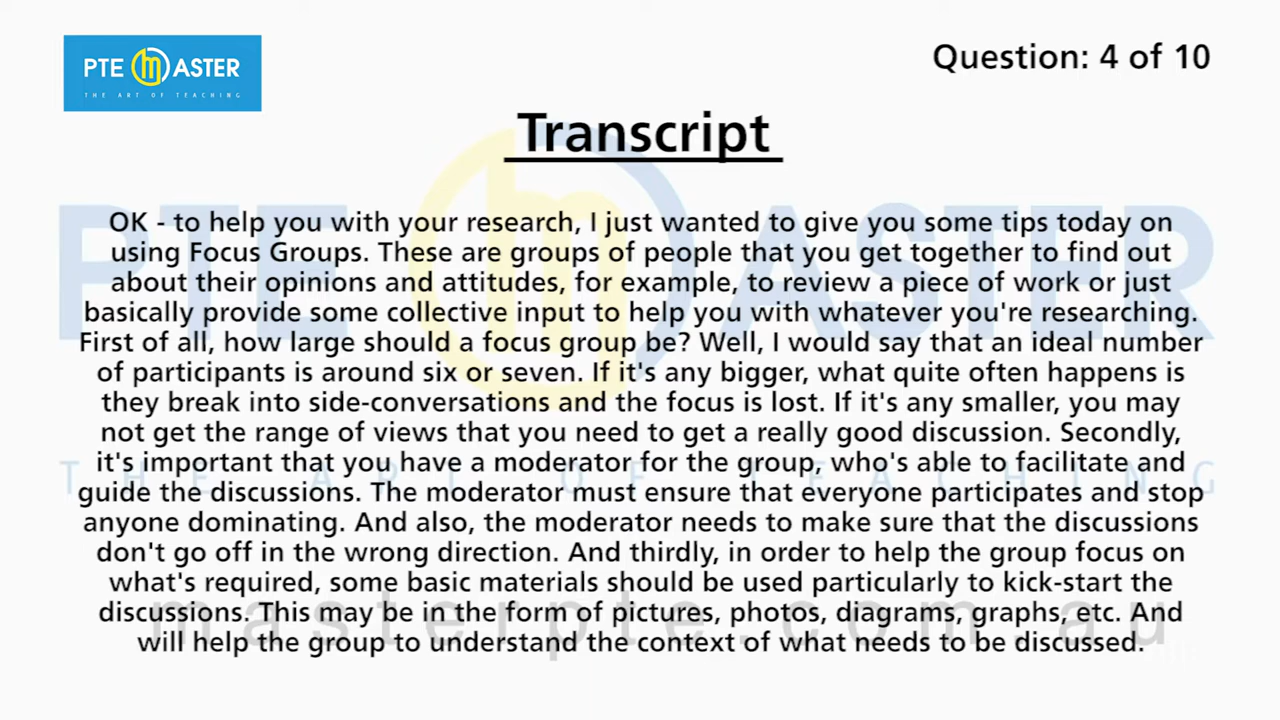 PTE MASTER
THE ART OF TEACHING
Question: 4 of 10
Transcript
OK - to help you with your research, I just wanted to give you some tips today on
using Focus Groups. These are groups of people that you get together to find out
about their opinions and attitudes, for example, to review a piece of work or just
basically provide some collective input to help you with whatever you're researching.
First of all, how large should a focus group be? Well, I would say that an ideal number
of participants is around six or seven. If it's any bigger, what quite often happens is
they break into side-conversations and the focus is lost. If it's any smaller, you may
not get the range of views that you need to get a really good discussion. Secondly,
it's important that you have a moderator for the group, who's able to facilitate and
guide the discussions. The moderator must ensure that everyone participates and stop
anyone dominating. And also, the moderator needs to make sure that the discussions
don't go off in the wrong direction. And thirdly, in order to help the group focus on
what's required, some basic materials should be used particularly to kick-start the
discussions. This may be in the form of pictures, photos, diagrams, graphs, etc. And
will help the group to understand the context of what needs to be discussed.
PTE MASTER
THE ART OF TEACHING
masterpte.com.au